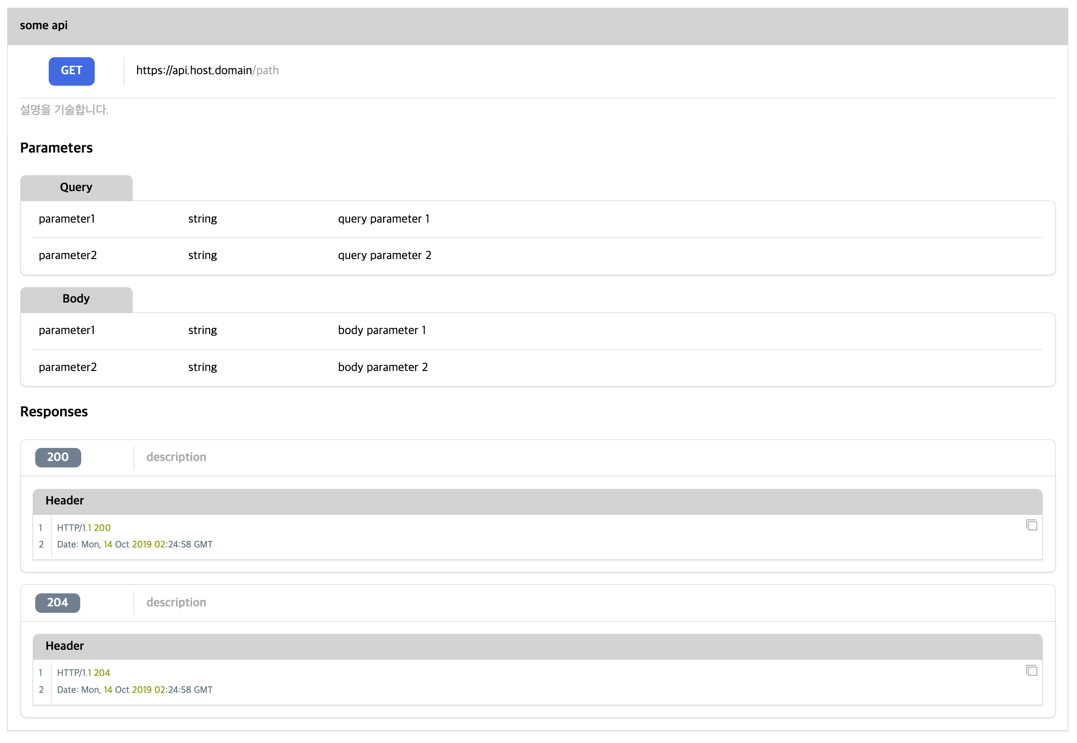 some api
GET https://api.host.domain/path
설명을 기술합니다.
Parameters
Query
parameter1 string query parameter 1
parameter2 string query parameter 2
Body
parameter1 string body parameter 1
parameter2 string body parameter 2
Responses
200 description
Header
1 HTTP/1.1 200
2 Date: Mon, 14 Oct 2019 02:24:58 GMT
204 description
Header
1 HTTP/1.1 204
2 Date: Mon, 14 Oct 2019 02:24:58 GMT